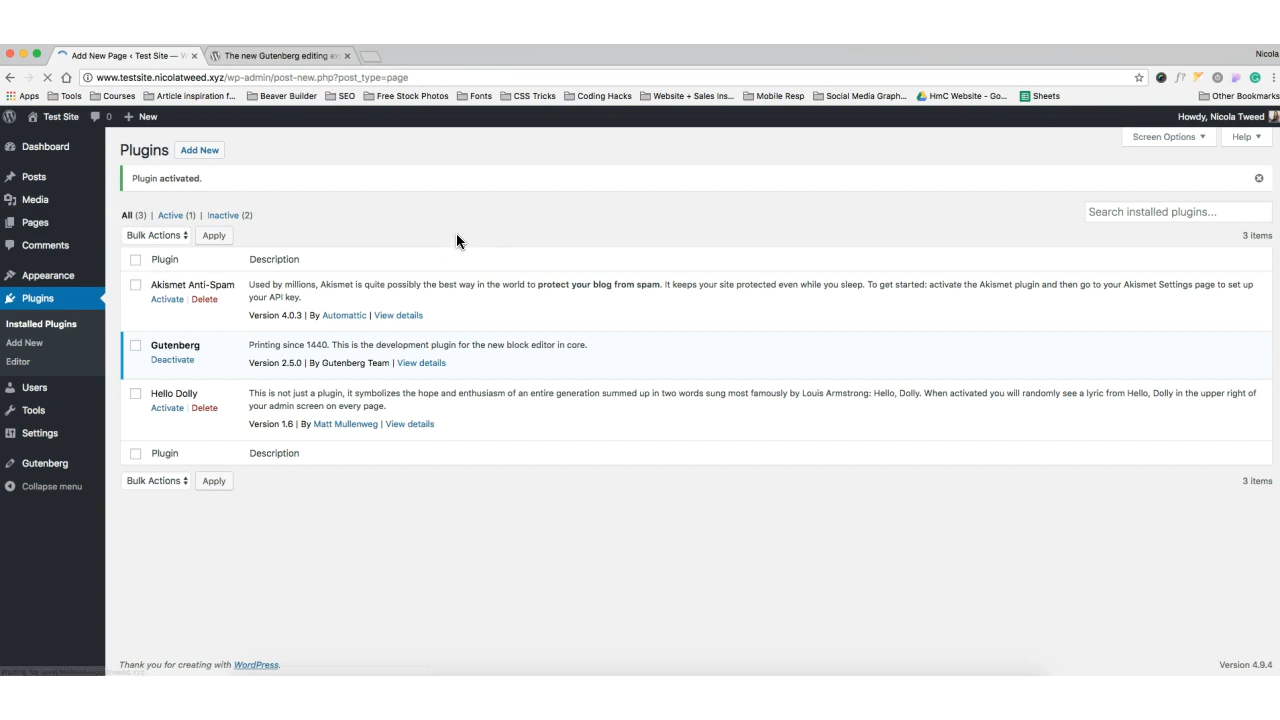 Add New Page ‹ Test Site —
The new Gutenberg editing
Nicola
www.testsite.nicolatweed.xyz/wp-admin/post-new.php?post_type=page
Apps Tools Courses Article inspiration f... Beaver Builder SEO Free Stock Photos Fonts CSS Tricks Coding Hacks Website + Sales Ins... Mobile Resp Social Media Graph... HmC Website - Go... Sheets Other Bookmarks
Test Site 0 + New Howdy, Nicola Tweed
Screen Options Help
Dashboard
Posts
Media
Pages
Comments
Appearance
Plugins
Installed Plugins
Add New
Editor
Users
Tools
Settings
Gutenberg
Collapse menu
Plugins Add New
Plugin activated.
All (3) | Active (1) | Inactive (2)
Search installed plugins...
Bulk Actions Apply 3 items
Plugin Description
Akismet Anti-Spam
Activate | Delete
Used by millions, Akismet is quite possibly the best way in the world to protect your blog from spam. It keeps your site protected even while you sleep. To get started: activate the Akismet plugin and then go to your Akismet Settings page to set up
your API key.
Version 4.0.3 | By Automattic | View details
Gutenberg
Deactivate
Printing since 1440. This is the development plugin for the new block editor in core.
Version 2.5.0 | By Gutenberg Team | View details
Hello Dolly
Activate | Delete
This is not just a plugin, it symbolizes the hope and enthusiasm of an entire generation summed up in two words sung most famously by Louis Armstrong: Hello, Dolly. When activated you will randomly see a lyric from Hello, Dolly in the upper right of
your admin screen on every page.
Version 1.6 | By Matt Mullenweg | View details
Plugin Description
Bulk Actions Apply 3 items
Thank you for creating with WordPress.
Version 4.9.4